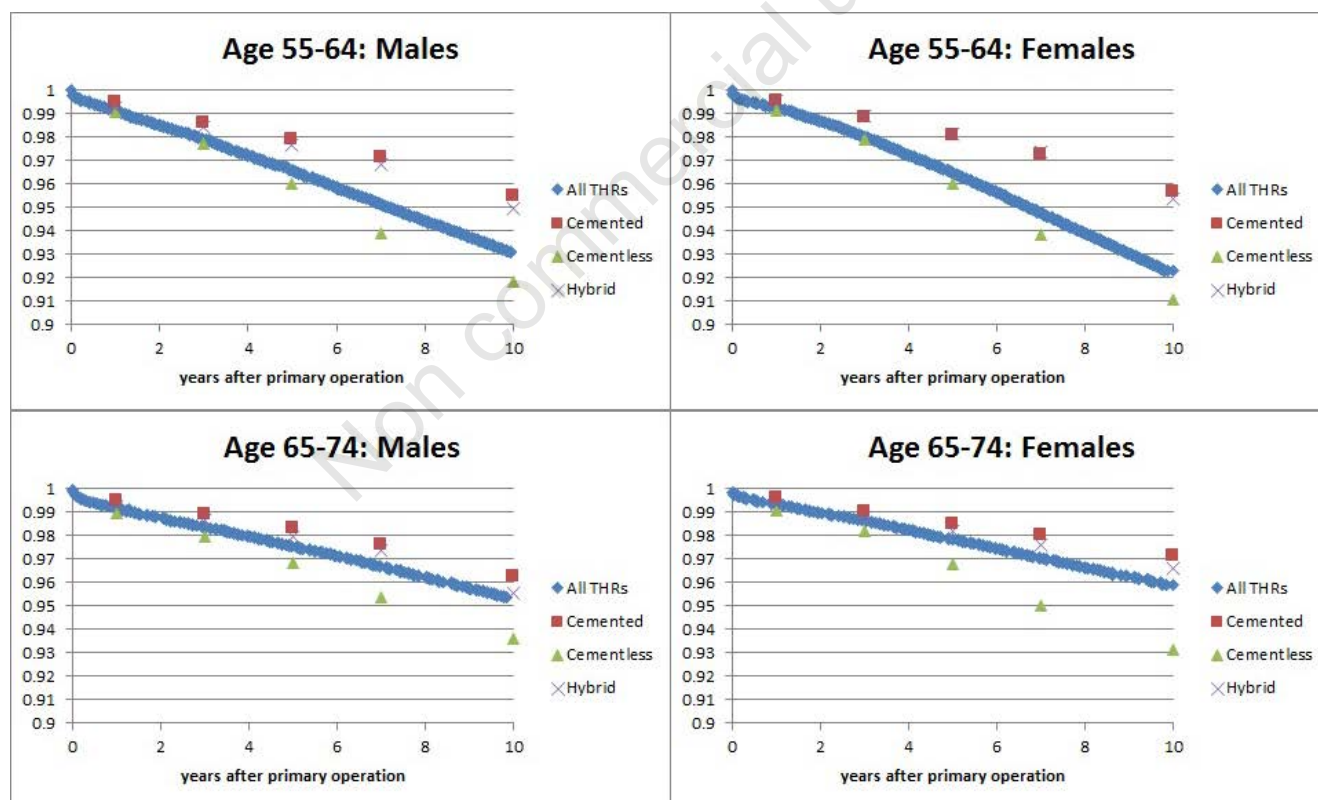 Age 55-64: Males
1
0.99
0.98
0.97
0.96
0.95
0.94
0.93
0.92
0.91
0.9
0 2 4 6 8 10
years after primary operation
All THRs
Cemented
Cementless
Hybrid
Age 55-64: Females
1
0.99
0.98
0.97
0.96
0.95
0.94
0.93
0.92
0.91
0.9
0 2 4 6 8 10
years after primary operation
All THRs
Cemented
Cementless
Hybrid
Age 65-74: Males
1
0.99
0.98
0.97
0.96
0.95
0.94
0.93
0.92
0.91
0.9
0 2 4 6 8 10
years after primary operation
All THRs
Cemented
Cementless
Hybrid
Age 65-74: Females
1
0.99
0.98
0.97
0.96
0.95
0.94
0.93
0.92
0.91
0.9
0 2 4 6 8 10
years after primary operation
All THRs
Cemented
Cementless
Hybrid
Non commercial